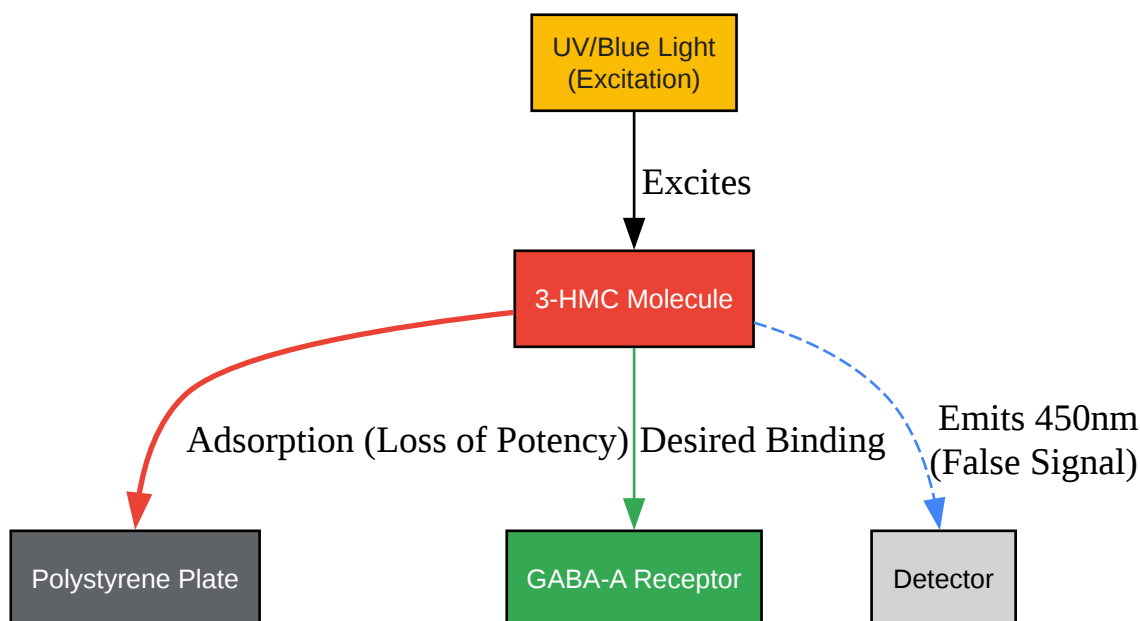 UV/Blue Light
(Excitation)
Excites
3-HMC Molecule
Adsorption (Loss of Potency)
Desired Binding
Emits 450nm
(False Signal)
Polystyrene Plate
GABA-A Receptor
Detector